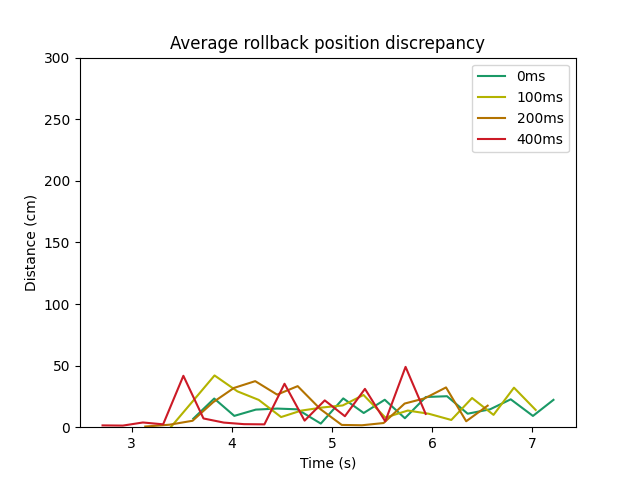 Average rollback position discrepancy
300
250
200
150
100
50
0
Distance (cm)
0ms
100ms
200ms
400ms
3 4 5 6 7
Time (s)